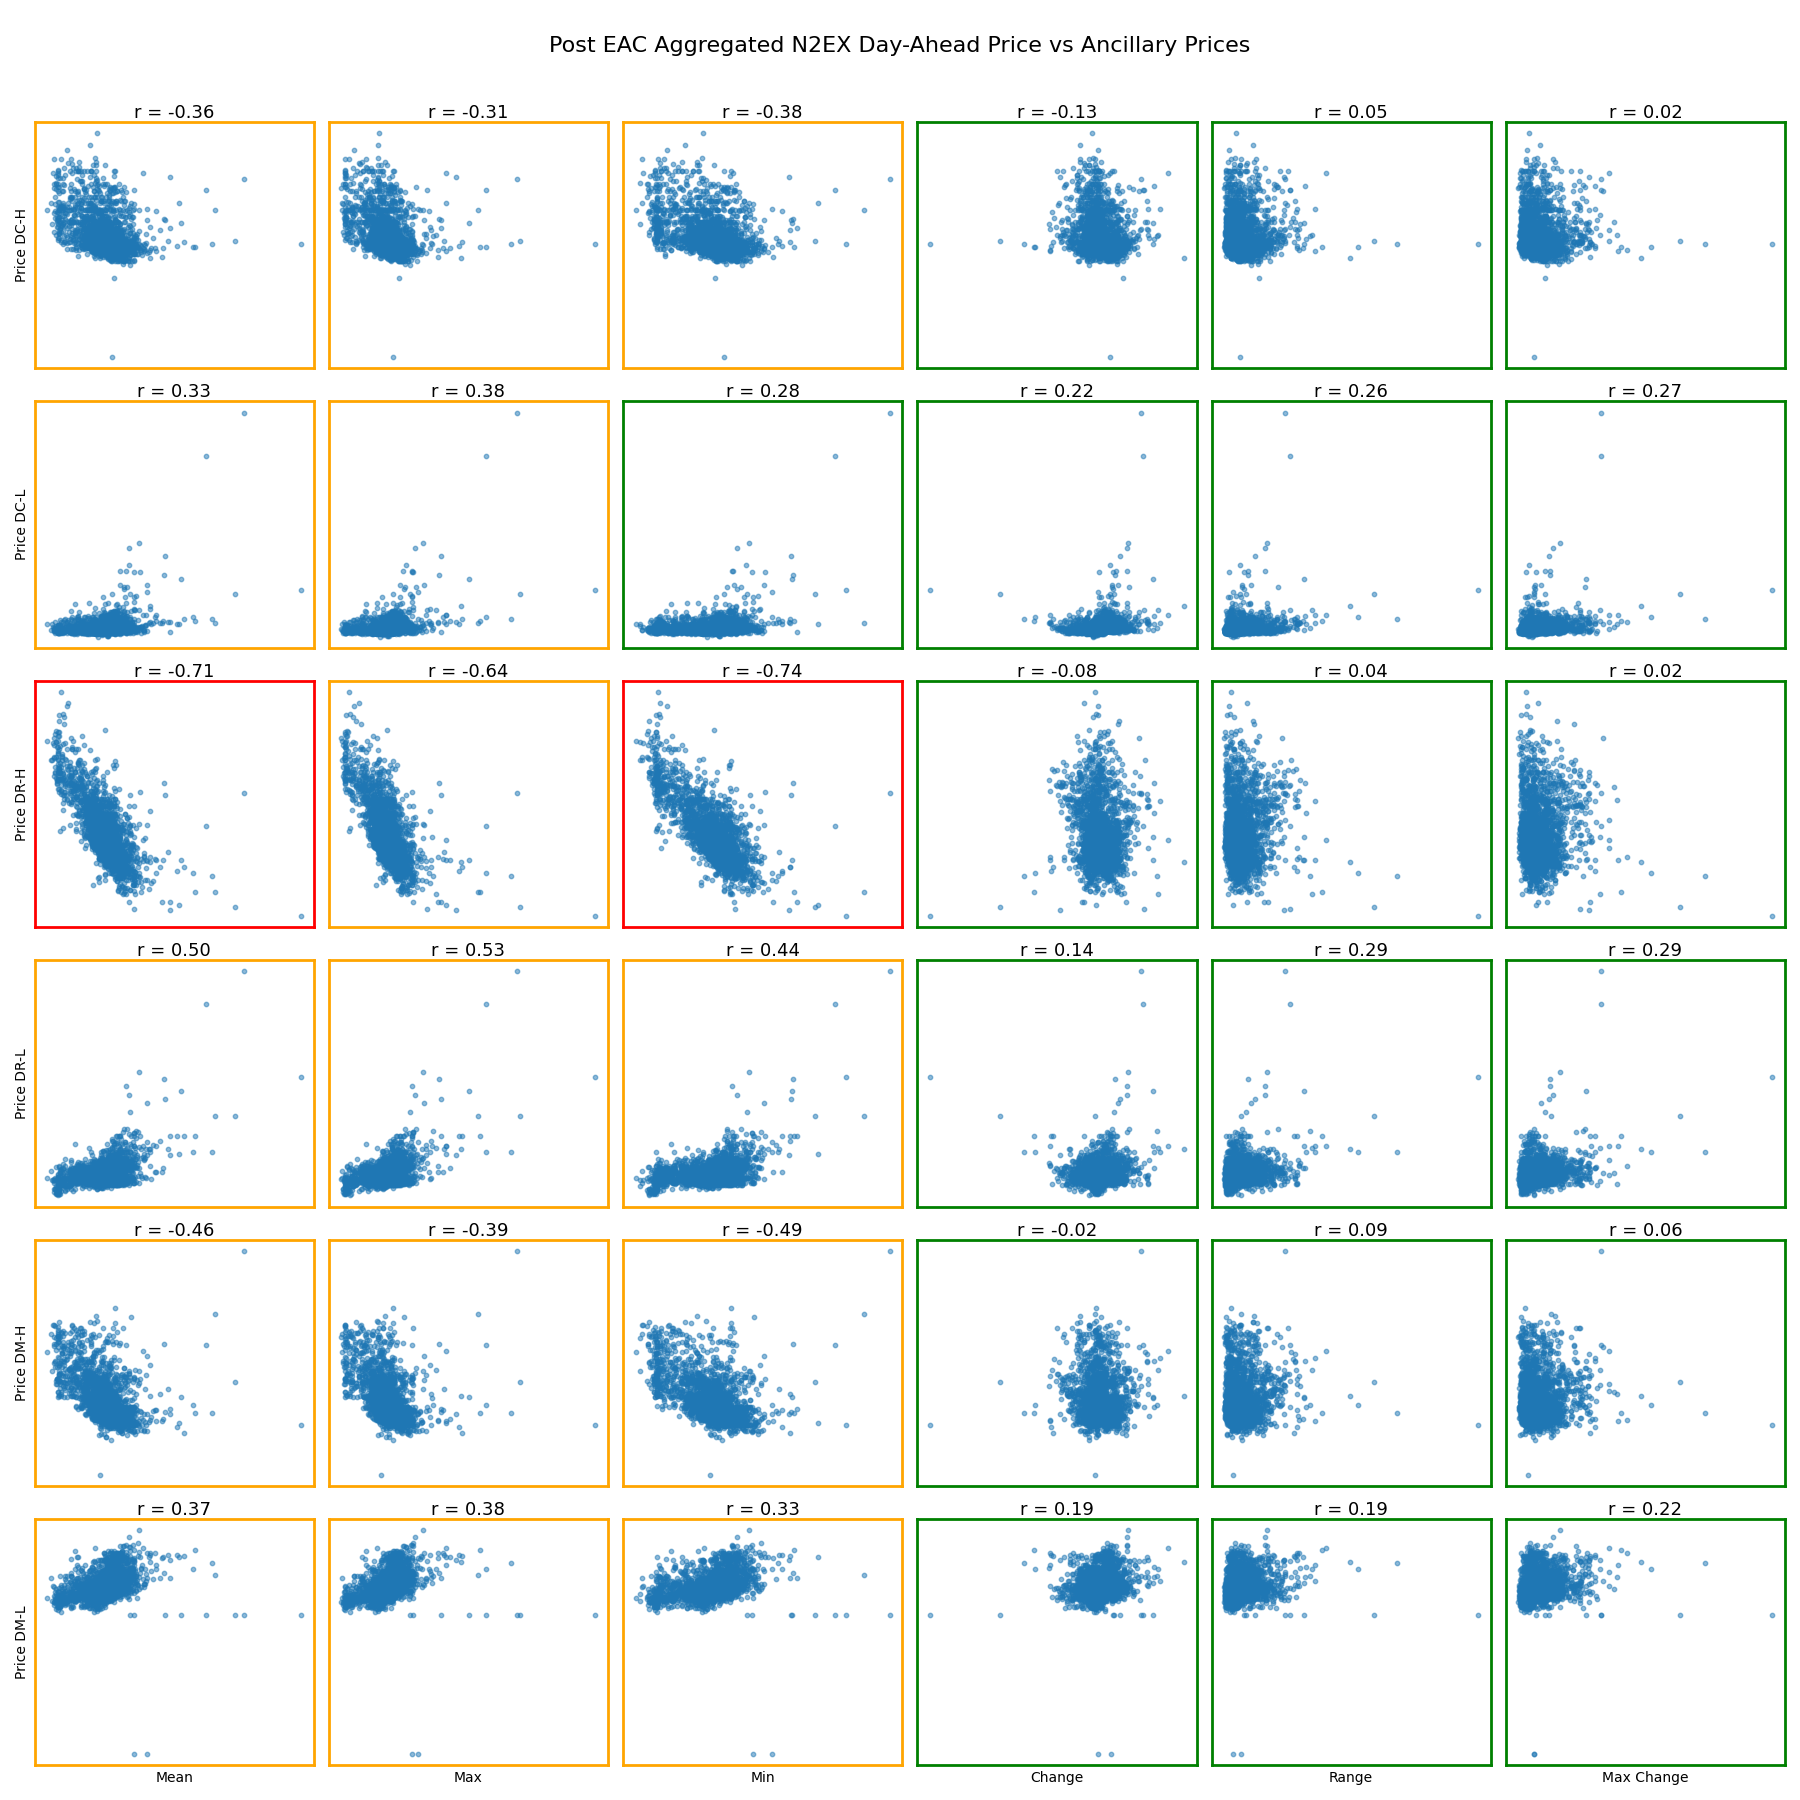 Post EAC Aggregated N2EX Day-Ahead Price vs Ancillary Prices
r = -0.36
r = -0.31
r = -0.38
r = -0.13
r = 0.05
r = 0.02
Price DC-H
r = 0.33
r = 0.38
r = 0.28
r = 0.22
r = 0.26
r = 0.27
Price DC-L
r = -0.71
r = -0.64
r = -0.74
r = -0.08
r = 0.04
r = 0.02
Price DR-H
r = 0.50
r = 0.53
r = 0.44
r = 0.14
r = 0.29
r = 0.29
Price DR-L
r = -0.46
r = -0.39
r = -0.49
r = -0.02
r = 0.09
r = 0.06
Price DM-H
r = 0.37
r = 0.38
r = 0.33
r = 0.19
r = 0.19
r = 0.22
Price DM-L
Mean
Max
Min
Change
Range
Max Change